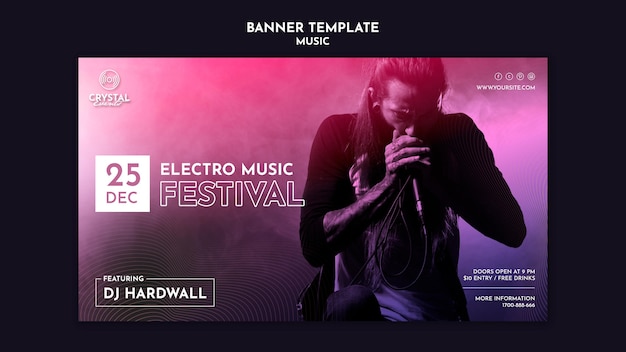 BANNER TEMPLATE
MUSIC
CRYSTAL
WWW.YOURSITE.COM
25
DEC
ELECTRO MUSIC
FESTIVAL
FEATURING
DJ HARDWALL
DOORS OPEN AT 9 PM
$10 ENTRY / FREE DRINKS
MORE INFORMATION
1700-888-666